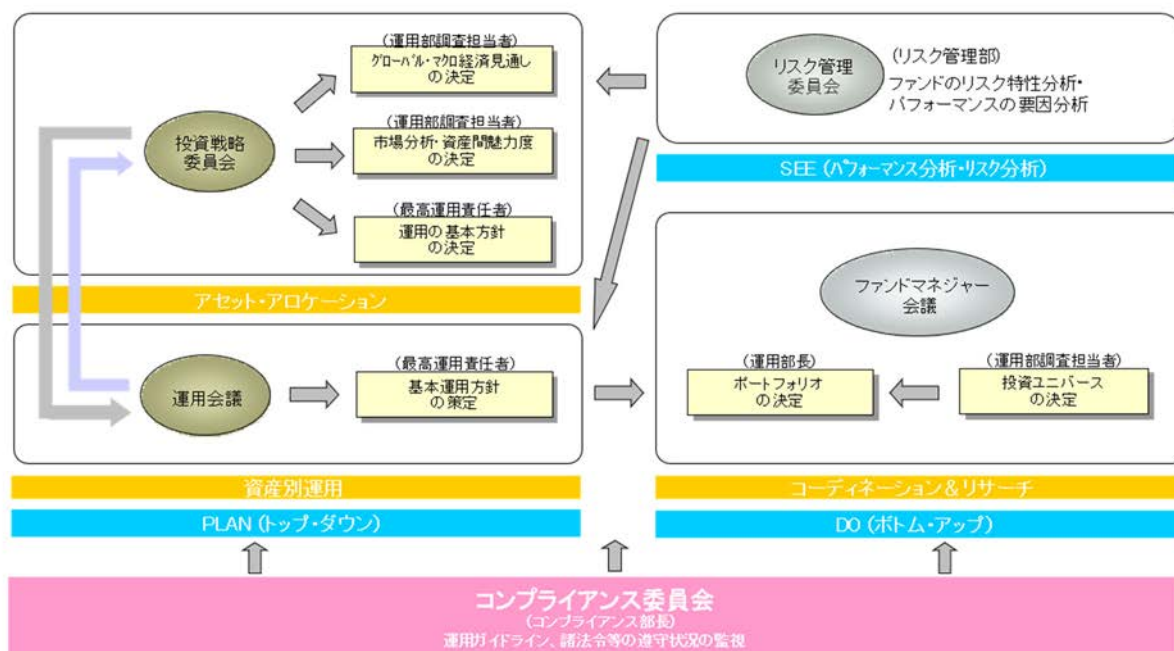 (運用部調査担当者)
グローバル・マクロ経済見通し
の決定
投資戦略
委員会
(運用部調査担当者)
市場分析・資産間魅力度
の決定
(最高運用責任者)
運用の基本方針
の決定
アセット・アロケーション
リスク管理
委員会
(リスク管理部)
ファンドのリスク特性分析・
パフォーマンスの要因分析
SEE (パフォーマンス分析・リスク分析)
運用会議
(最高運用責任者)
基本運用方針
の策定
資産別運用
PLAN (トップ・ダウン)
ファンドマネジャー
会議
(運用部長)
ポートフォリオ
の決定
(運用部調査担当者)
投資ユニバース
の決定
コーディネーション&リサーチ
DO (ボトム・アップ)
コンプライアンス委員会
(コンプライアンス部長)
運用ガイドライン、諸法令等の遵守状況の監視